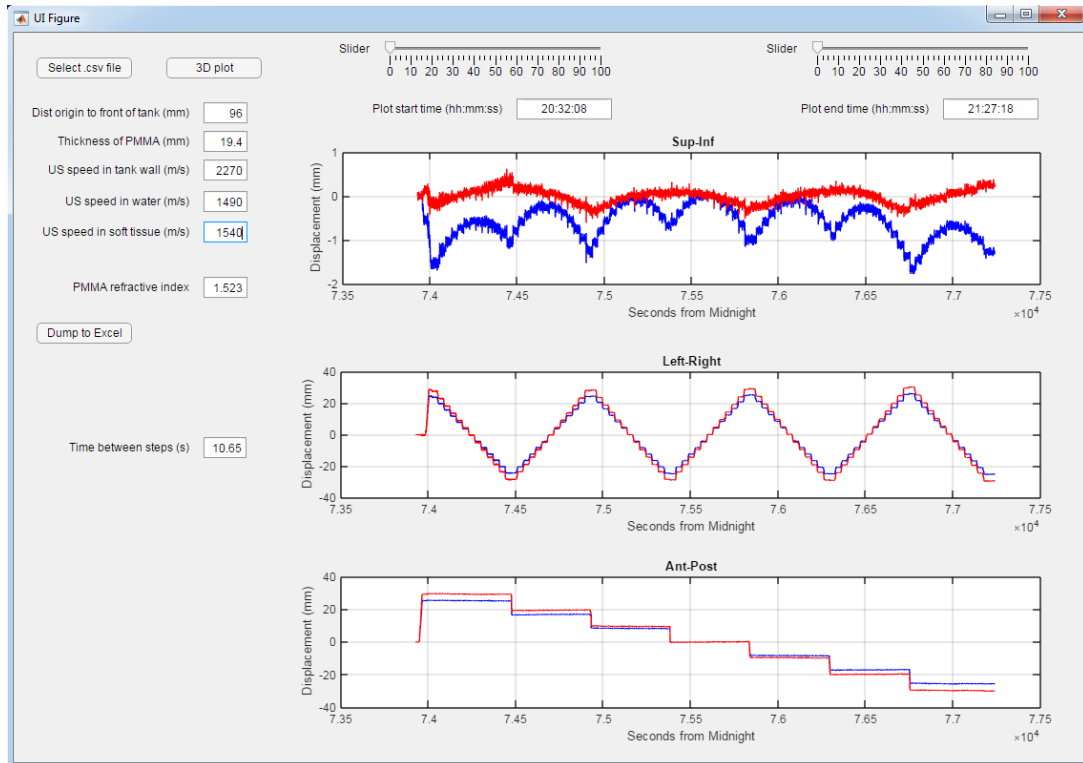 UI Figure
Select .csv file
3D plot
Slider
0 10 20 30 40 50 60 70 80 90 100
Slider
0 10 20 30 40 50 60 70 80 90 100
Dist origin to front of tank (mm) 96
Thickness of PMMA (mm) 19.4
US speed in tank wall (m/s) 2270
US speed in water (m/s) 1490
US speed in soft tissue (m/s) 1540
PMMA refractive index 1.523
Dump to Excel
Time between steps (s) 10.65
Plot start time (hh:mm:ss) 20:32:08
Plot end time (hh:mm:ss) 21:27:18
Sup-Inf
Displacement (mm)
1
0
-1
-2
7.35 7.4 7.45 7.5 7.55 7.6 7.65 7.7 7.75
Seconds from Midnight
×10⁴
Left-Right
Displacement (mm)
40
20
0
-20
-40
7.35 7.4 7.45 7.5 7.55 7.6 7.65 7.7 7.75
Seconds from Midnight
×10⁴
Ant-Post
Displacement (mm)
40
20
0
-20
-40
7.35 7.4 7.45 7.5 7.55 7.6 7.65 7.7 7.75
Seconds from Midnight
×10⁴